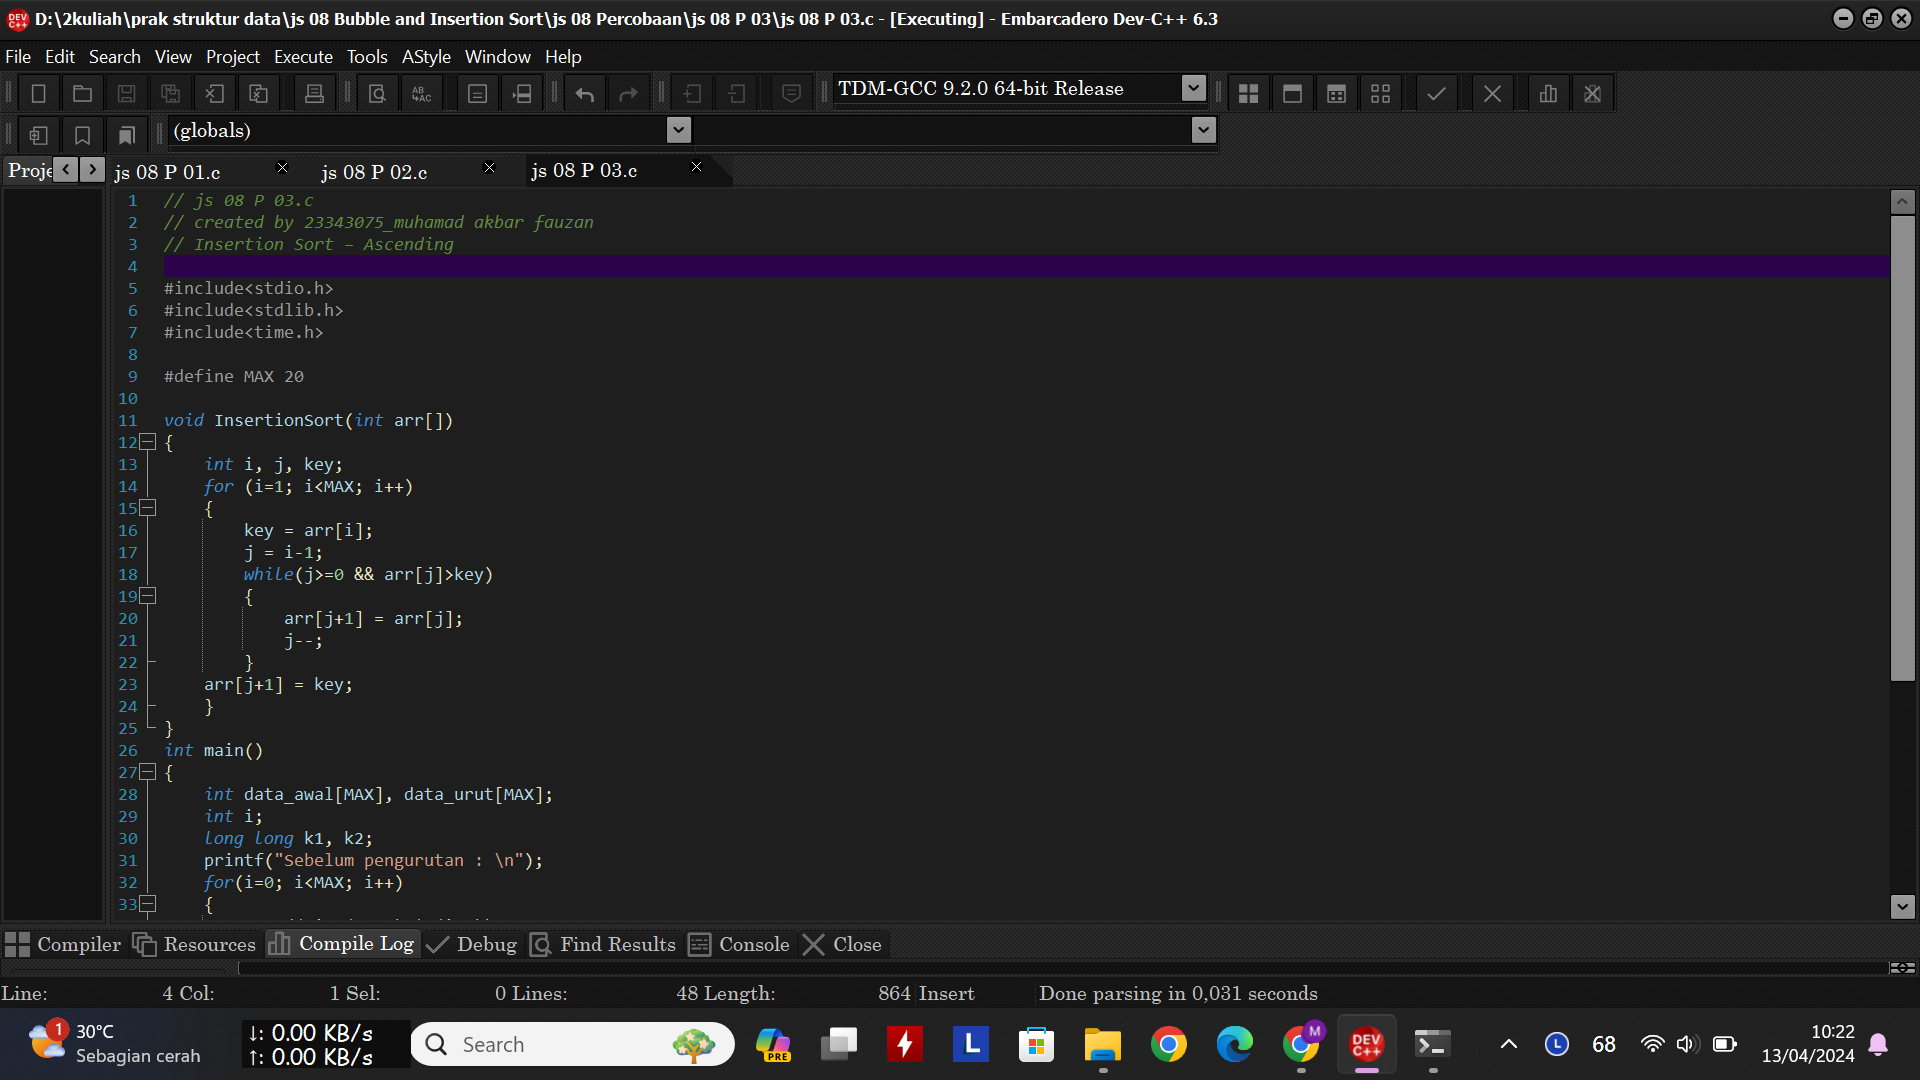 D:\2kuliah\prak struktur data\js 08 Bubble and Insertion Sort\js 08 Percobaan\js 08 P 03\js 08 P 03.c - [Executing] - Embarcadero Dev-C++ 6.3
File Edit Search View Project Execute Tools AStyle Window Help
TDM-GCC 9.2.0 64-bit Release
(globals)
Proje js 08 P 01.c js 08 P 02.c js 08 P 03.c
1 // js 08 P 03.c
2 // created by 23343075_muhamad akbar fauzan
3 // Insertion Sort – Ascending
4
5 #include<stdio.h>
6 #include<stdlib.h>
7 #include<time.h>
8
9 #define MAX 20
10
11 void InsertionSort(int arr[])
12 {
13 int i, j, key;
14 for (i=1; i<MAX; i++)
15 {
16 key = arr[i];
17 j = i-1;
18 while(j>=0 && arr[j]>key)
19 {
20 arr[j+1] = arr[j];
21 j--;
22 }
23 arr[j+1] = key;
24 }
25 }
26 int main()
27 {
28 int data_awal[MAX], data_urut[MAX];
29 int i;
30 long long k1, k2;
31 printf("Sebelum pengurutan : \n");
32 for(i=0; i<MAX; i++)
33 {
Compiler Resources Compile Log Debug Find Results Console Close
Line: 4 Col: 1 Sel: 0 Lines: 48 Length: 864 Insert Done parsing in 0,031 seconds
1 30°C
Sebagian cerah
↓: 0.00 KB/s
↑: 0.00 KB/s
Search
PRE
L
M
DEV C++
L
68
10:22
13/04/2024